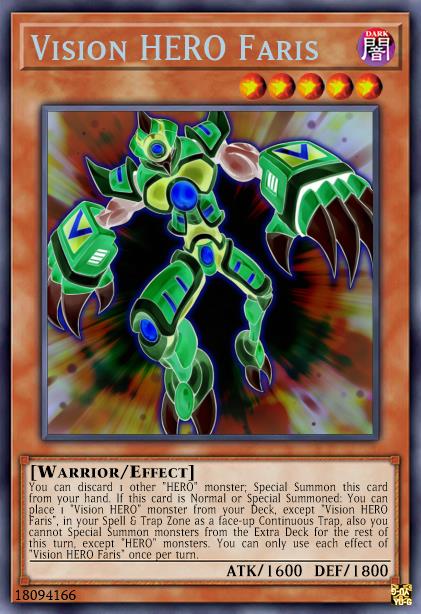 VISION HERO FARIS
DARK
闇
[WARRIOR/EFFECT]
You can discard 1 other "HERO" monster; Special Summon this card
from your hand. If this card is Normal or Special Summoned: You can
place 1 "Vision HERO" monster from your Deck, except "Vision HERO
Faris", in your Spell & Trap Zone as a face-up Continuous Trap, also you
cannot Special Summon monsters from the Extra Deck for the rest of
this turn, except "HERO" monsters. You can only use each effect of
"Vision HERO Faris" once per turn.
ATK/1600 DEF/1800
18094166